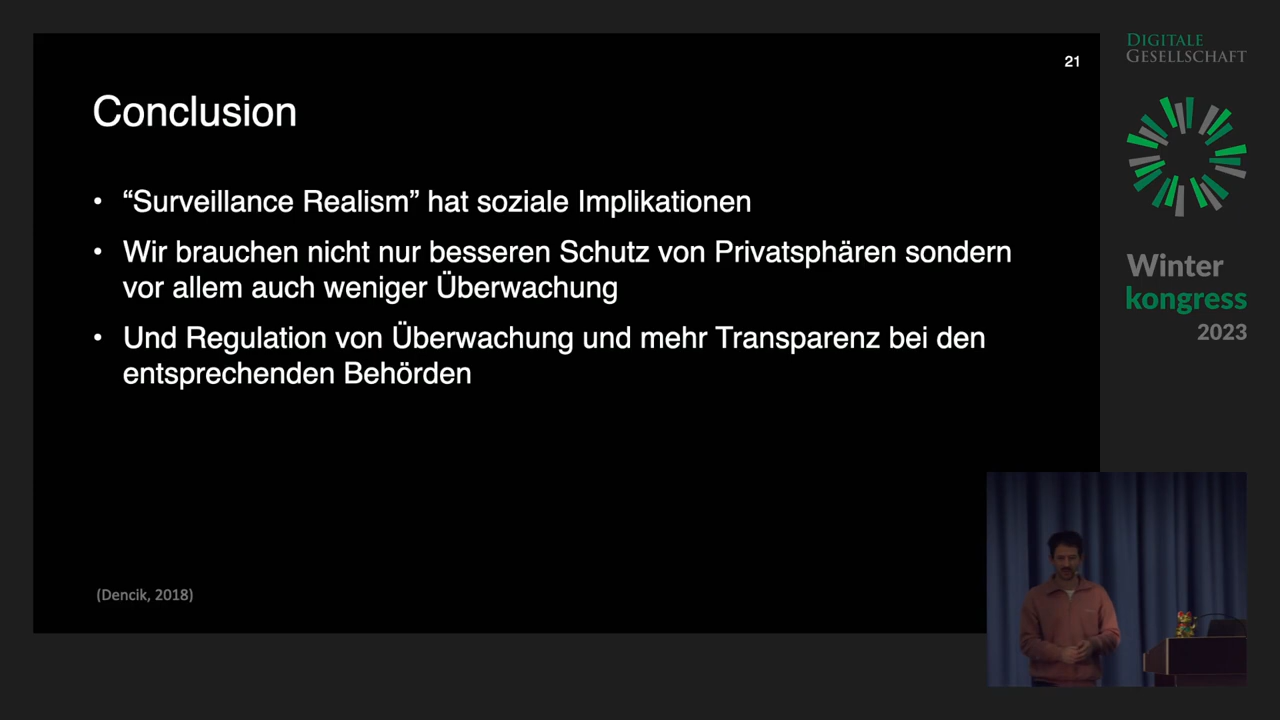 21
DIGITALE
GESELLSCHAFT
Conclusion
• “Surveillance Realism” hat soziale Implikationen
• Wir brauchen nicht nur besseren Schutz von Privatsphären sondern
vor allem auch weniger Überwachung
• Und Regulation von Überwachung und mehr Transparenz bei den
entsprechenden Behörden
Winter
kongress
2023
(Dencik, 2018)